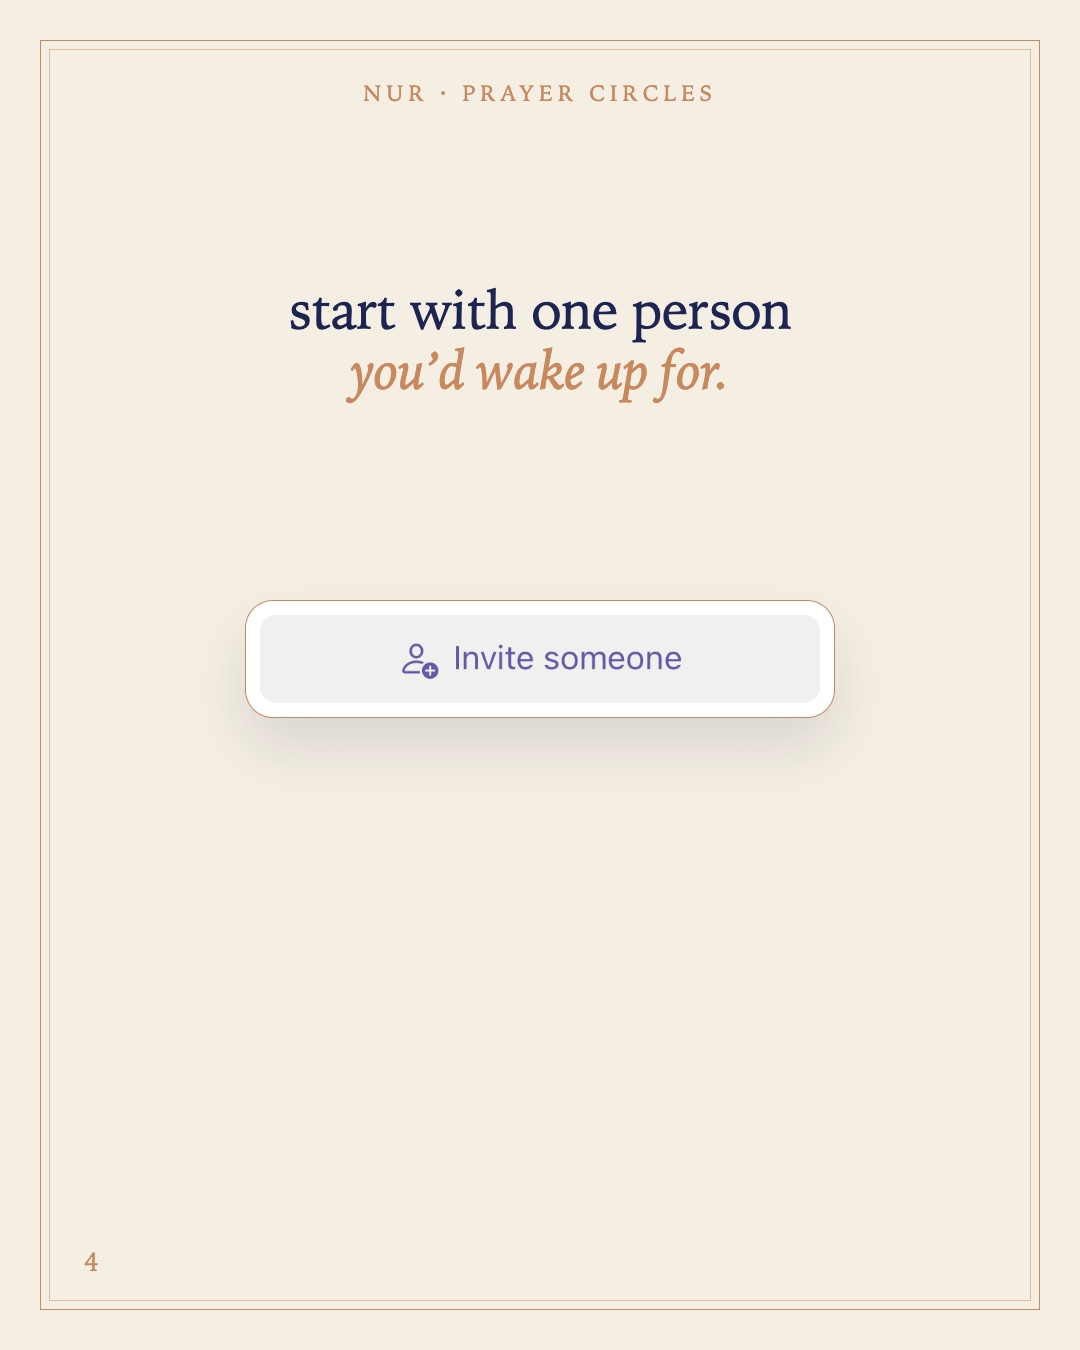 NUR · PRAYER CIRCLES
start with one person
you’d wake up for.
Invite someone
4